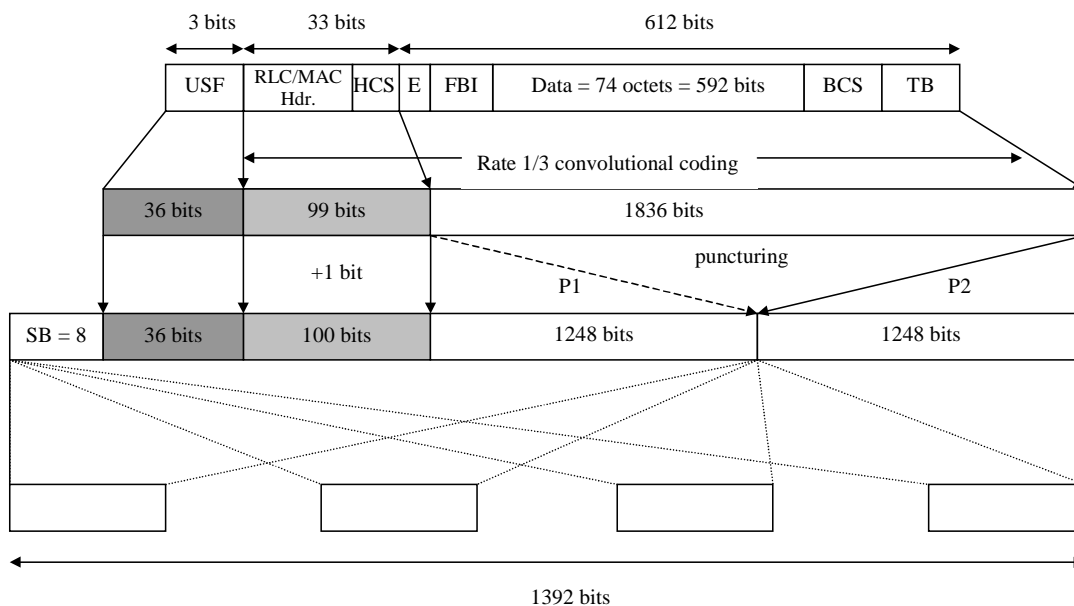 3 bits 33 bits 612 bits
USF RLC/MAC Hdr. HCS E FBI Data = 74 octets = 592 bits BCS TB
Rate 1/3 convolutional coding
36 bits 99 bits 1836 bits
+1 bit puncturing
P1 P2
SB = 8 36 bits 100 bits 1248 bits 1248 bits
1392 bits